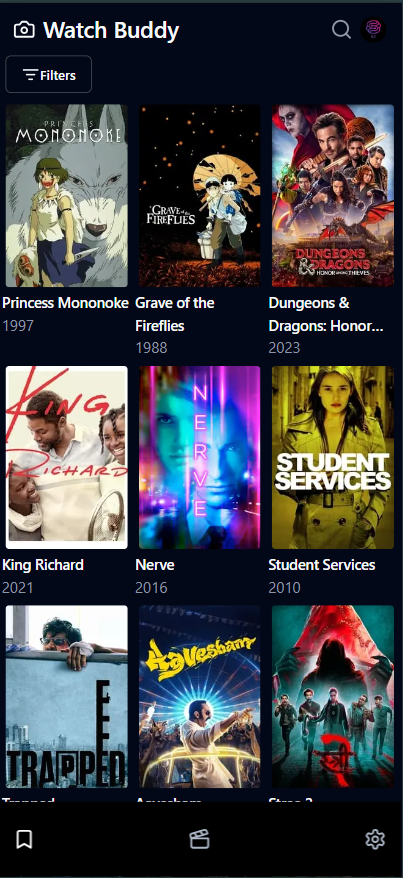 Watch Buddy
Filters
PRINCESS
MONONOKE
GRAVE of the
FIREFLIES
DUNGEONS
& DRAGONS
HONOR AMONG THIEVES
Princess Mononoke
1997
Grave of the
Fireflies
1988
Dungeons &
Dragons: Honor...
2023
KING
RICHARD
NERVE
STUDENT
SERVICES
King Richard
2021
Nerve
2016
Student Services
2010
TRAPPED
Aavesham
स्त्री
2
Trapped
Aavesham
Stree 2